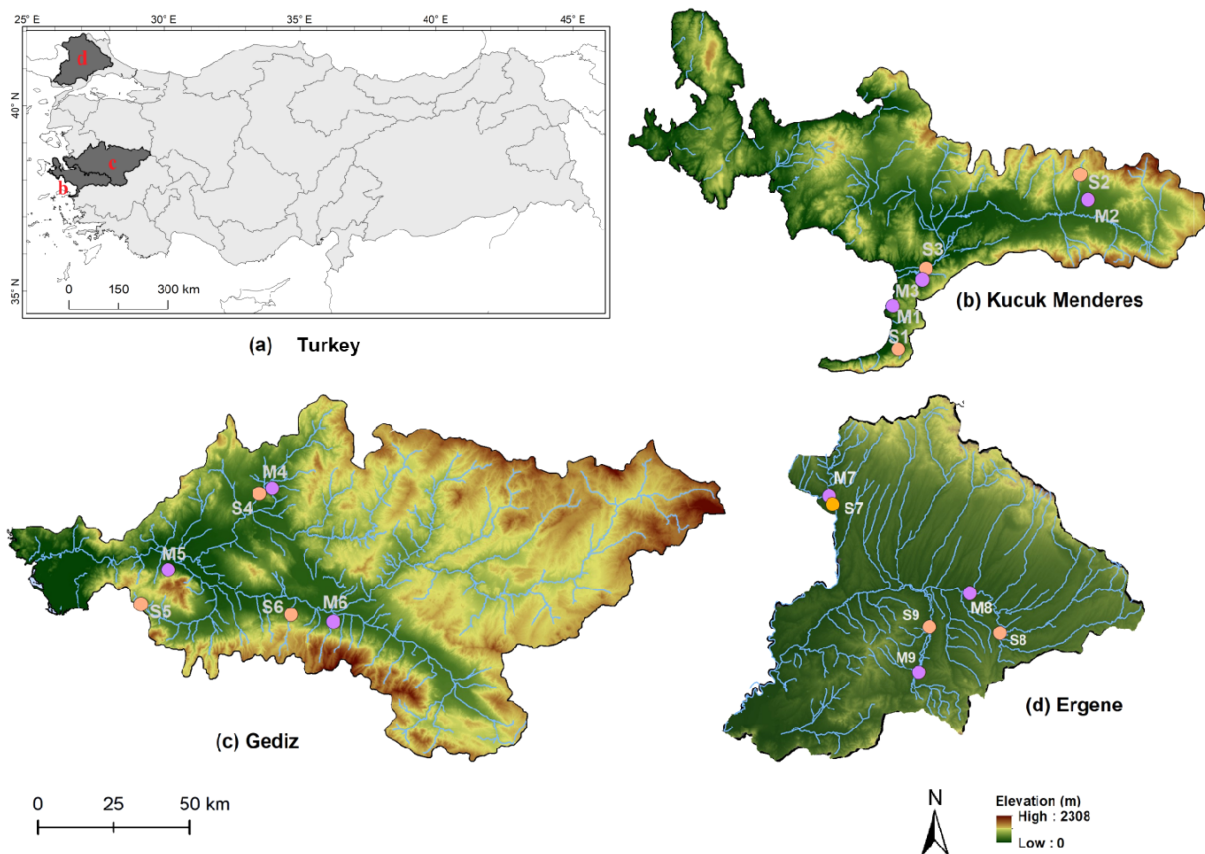 25° E
30° E
35° E
40° E
45° E
40° N
35° N
d
c
b
0 150 300 km
(a) Turkey
S2
M2
S3
M3
M1
S1
(b) Kucuk Menderes
M4
S4
M5
S5
S6
M6
(c) Gediz
M7
S7
M8
S9
S8
M9
(d) Ergene
0 25 50 km
N
Elevation (m)
High : 2308
Low : 0